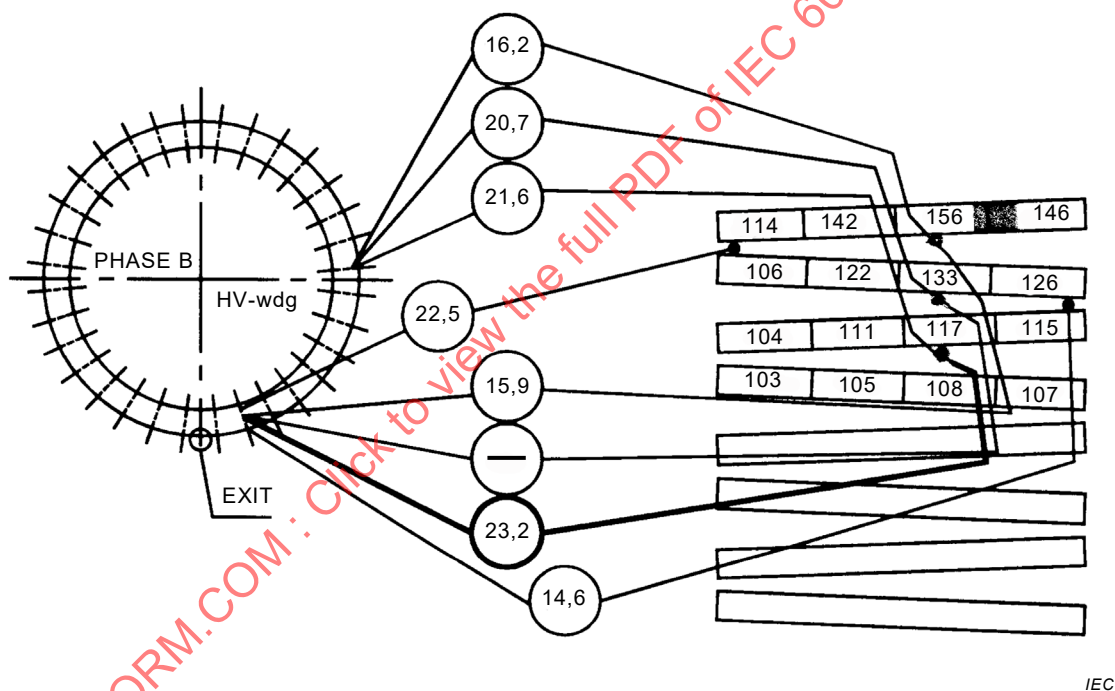 16,2
20,7
21,6
PHASE B
HV-wdg
22,5
15,9
—
23,2
14,6
EXIT
114 142 156 146
106 122 133 126
104 111 117 115
103 105 108 107
IEC
ORM.COM : Click to view the full PDF of IEC 60